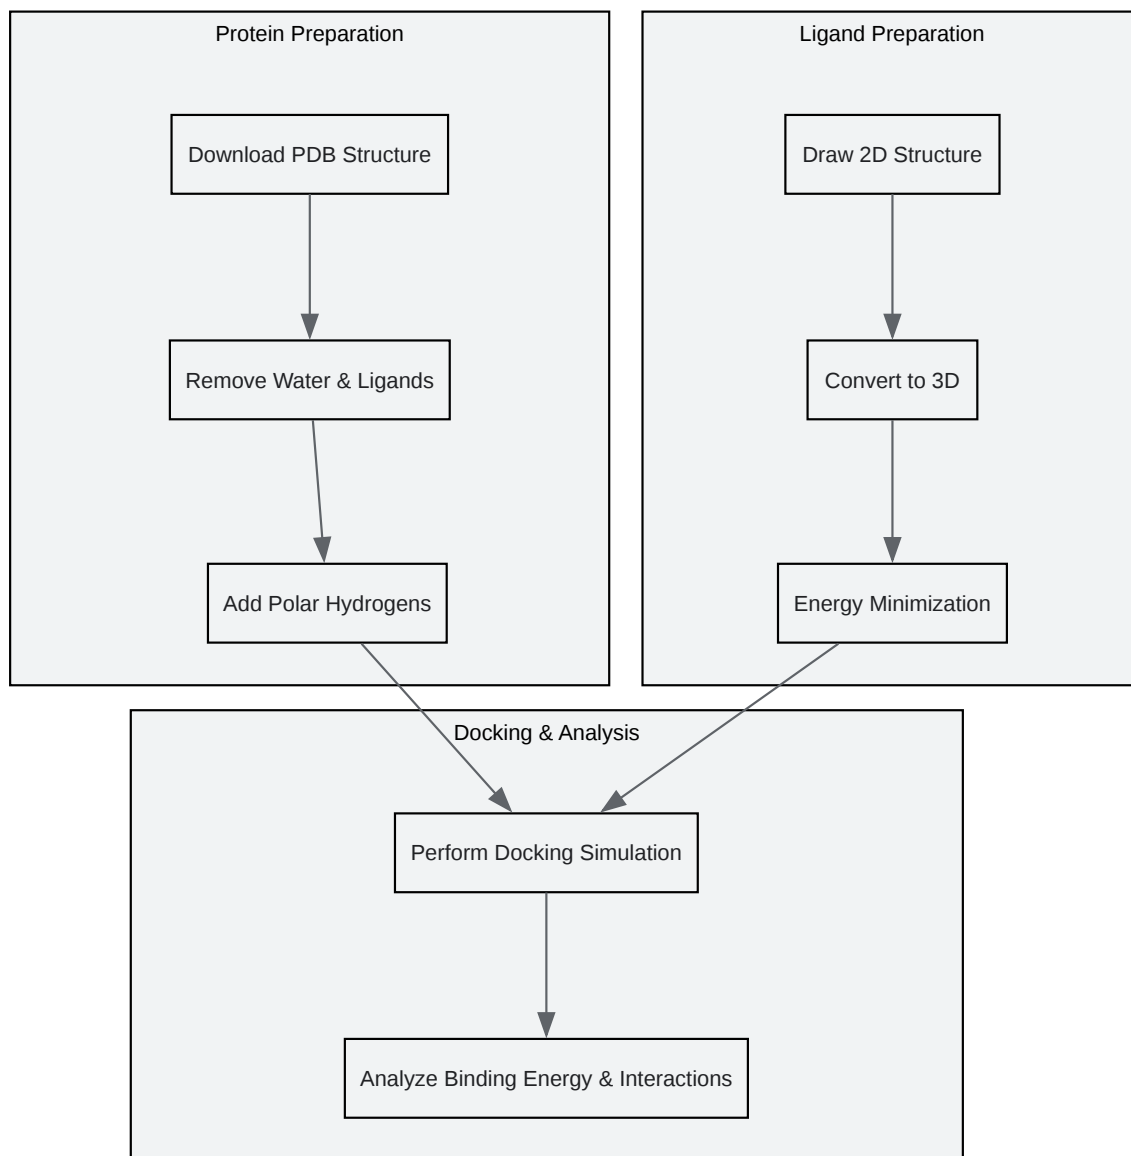 Protein Preparation
Download PDB Structure
Remove Water & Ligands
Add Polar Hydrogens
Ligand Preparation
Draw 2D Structure
Convert to 3D
Energy Minimization
Docking & Analysis
Perform Docking Simulation
Analyze Binding Energy & Interactions